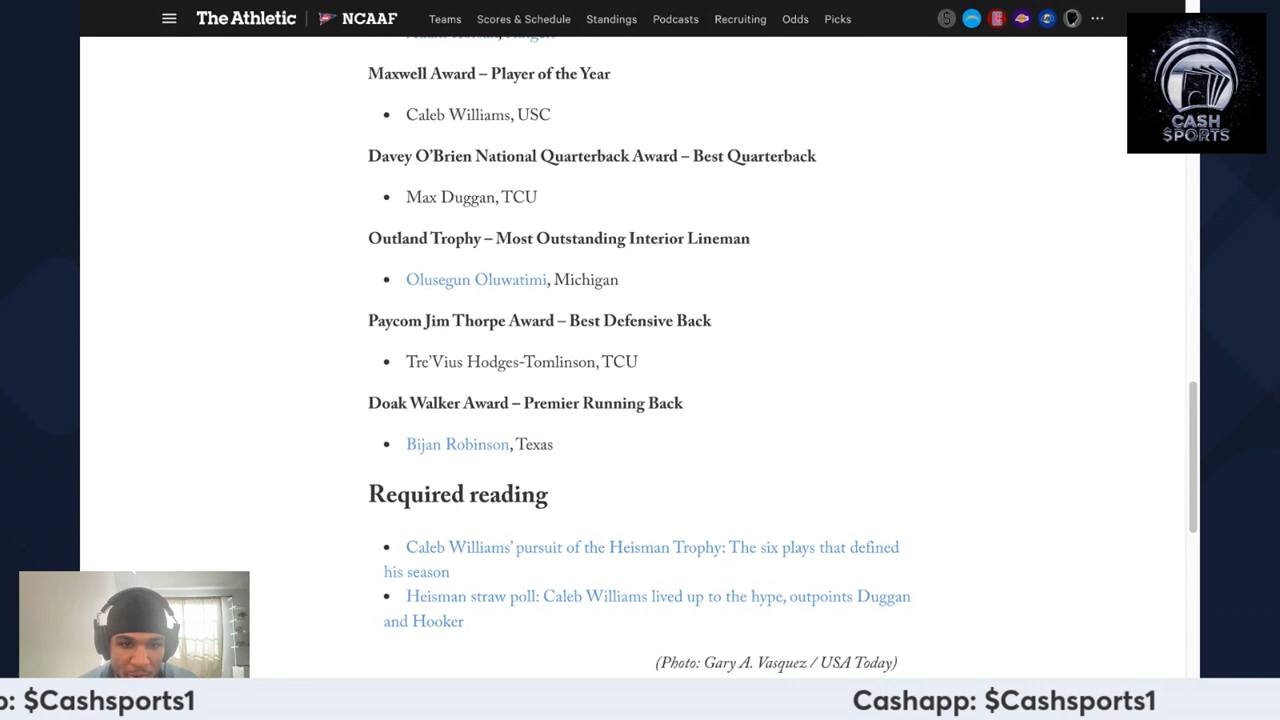 The Athletic NCAAF Teams Scores & Schedule Standings Podcasts Recruiting Odds Picks
Maxwell Award – Player of the Year
• Caleb Williams, USC
Davey O'Brien National Quarterback Award – Best Quarterback
• Max Duggan, TCU
Outland Trophy – Most Outstanding Interior Lineman
• Olusegun Oluwatimi, Michigan
Paycom Jim Thorpe Award – Best Defensive Back
• Tre'Vius Hodges-Tomlinson, TCU
Doak Walker Award – Premier Running Back
• Bijan Robinson, Texas
Required reading
• Caleb Williams' pursuit of the Heisman Trophy: The six plays that defined
his season
• Heisman straw poll: Caleb Williams lived up to the hype, outpoints Duggan
and Hooker
(Photo: Gary A. Vasquez / USA Today)
CASH
$PORTS
p: $Cashsports1
Cashapp: $Cashsports1